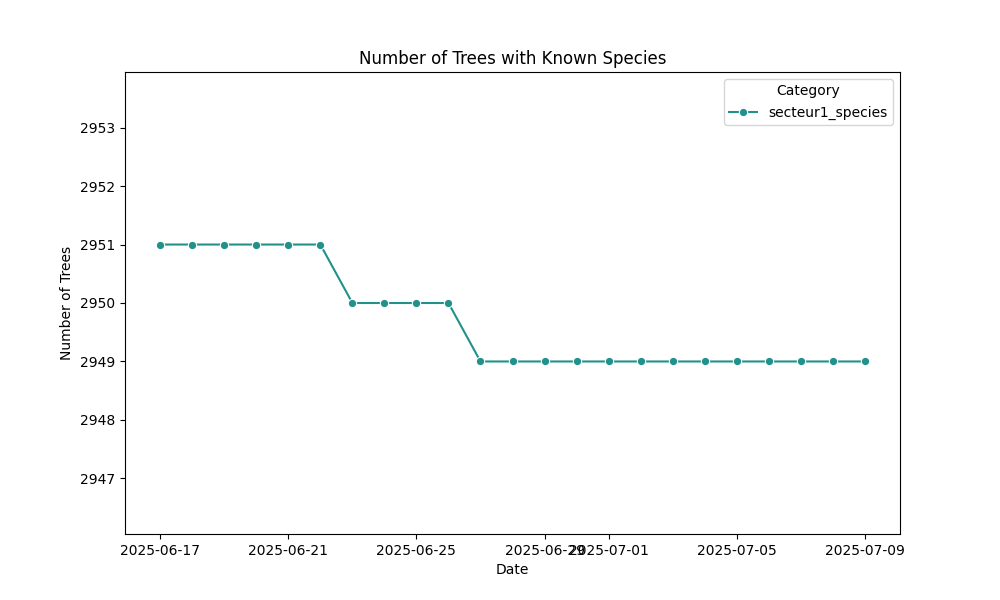 Number of Trees with Known Species
Category
secteur1_species
2953
2952
2951
2950
2949
2948
2947
Number of Trees
2025-06-17
2025-06-21
2025-06-25
2025-06-29
2025-07-01
2025-07-05
2025-07-09
Date